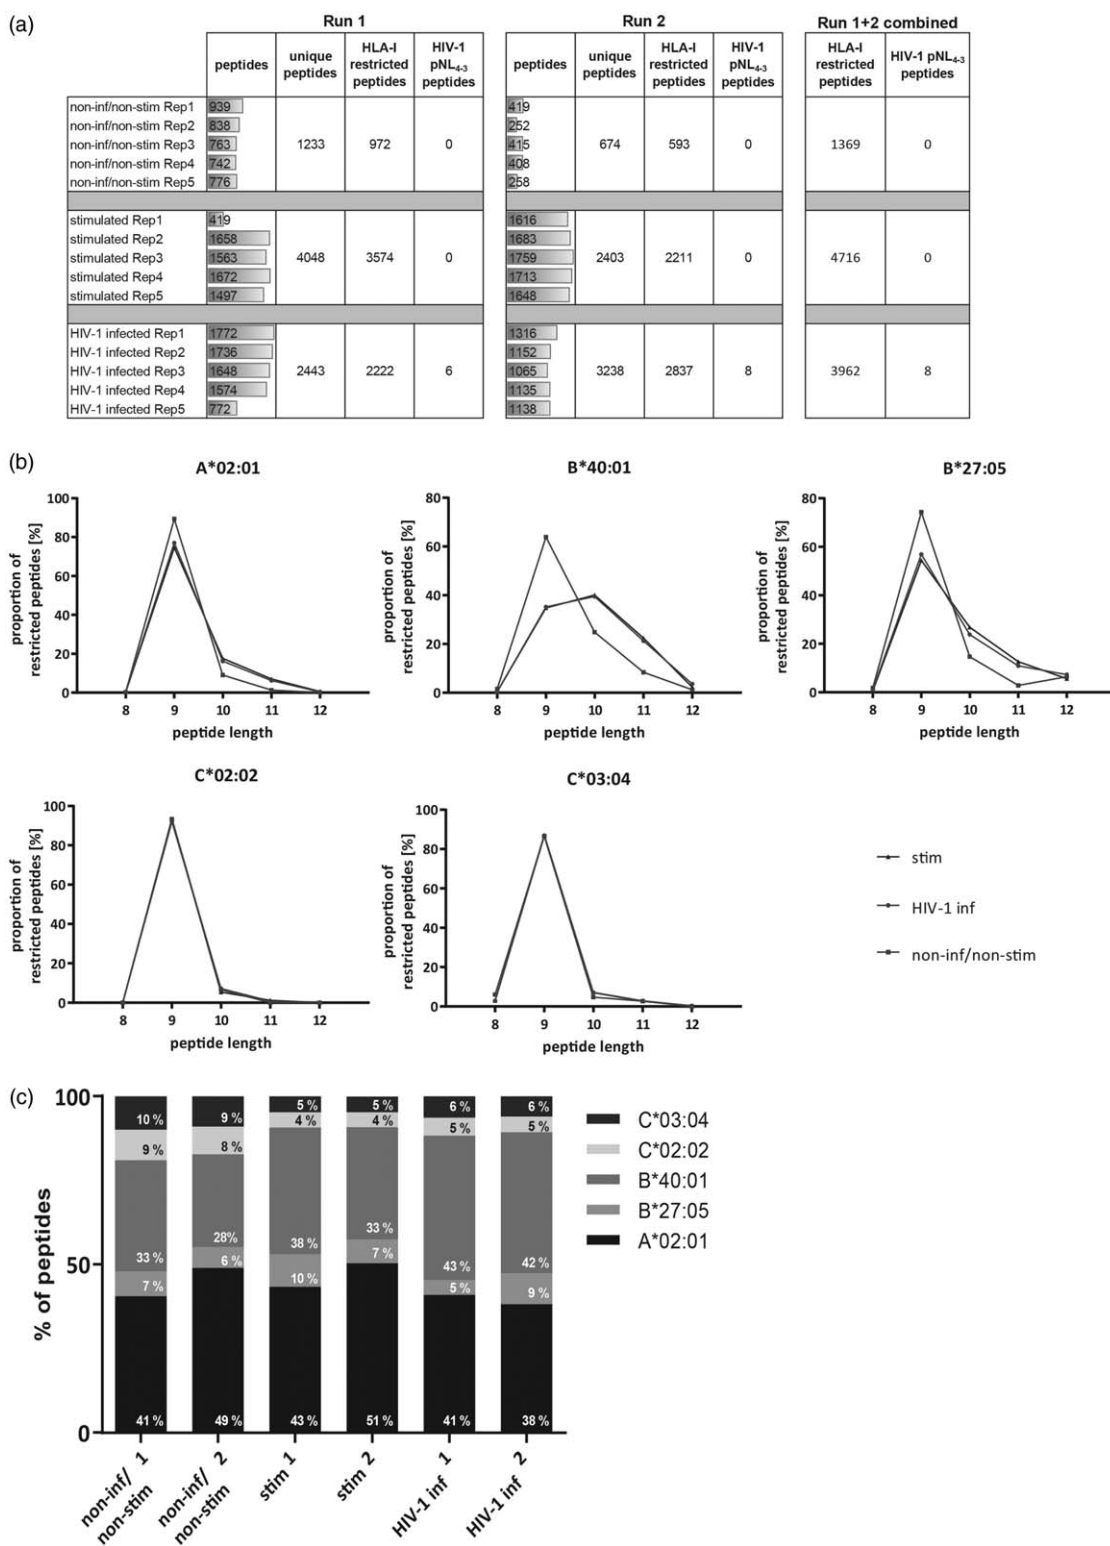 (a)
Run 1
Run 2
Run 1+2 combined
peptides unique peptides HLA-I restricted peptides HIV-1 pNL4-3 peptides peptides unique peptides HLA-I restricted peptides HIV-1 pNL4-3 peptides HLA-I restricted peptides HIV-1 pNL4-3 peptides
non-inf/non-stim Rep1 939 419
non-inf/non-stim Rep2 838 252
non-inf/non-stim Rep3 763 1233 972 0 415 674 593 0 1369 0
non-inf/non-stim Rep4 742 408
non-inf/non-stim Rep5 776 258
stimulated Rep1 419 1616
stimulated Rep2 1658 1683
stimulated Rep3 1563 4048 3574 0 1759 2403 2211 0 4716 0
stimulated Rep4 1672 1713
stimulated Rep5 1497 1648
HIV-1 infected Rep1 1772 1316
HIV-1 infected Rep2 1736 1152
HIV-1 infected Rep3 1648 2443 2222 6 1065 3238 2837 8 3962 8
HIV-1 infected Rep4 1574 1135
HIV-1 infected Rep5 772 1138
(b)
A*02:01
proportion of
restricted peptides [%]
100
80
60
40
20
0
8 9 10 11 12
peptide length
B*40:01
proportion of
restricted peptides [%]
80
60
40
20
0
8 9 10 11 12
peptide length
B*27:05
proportion of
restricted peptides [%]
80
60
40
20
0
8 9 10 11 12
peptide length
C*02:02
proportion of
restricted peptides [%]
100
80
60
40
20
0
8 9 10 11 12
peptide length
C*03:04
proportion of
restricted peptides [%]
100
80
60
40
20
0
8 9 10 11 12
peptide length
stim
HIV-1 inf
non-inf/non-stim
(c)
% of peptides
100
50
0
10 % 9 % 5 % 5 % 6 % 6 %
9 % 8 % 4 % 4 % 5 % 5 %
33 % 28% 38 % 33 % 43 % 42 %
7 % 6 % 10 % 7 % 5 % 9 %
41 % 49 % 43 % 51 % 41 % 38 %
non-inf/ 1
non-stim
non-inf/ 2
non-stim
stim 1
stim 2
HIV-1 inf 1
HIV-1 inf 2
C*03:04
C*02:02
B*40:01
B*27:05
A*02:01